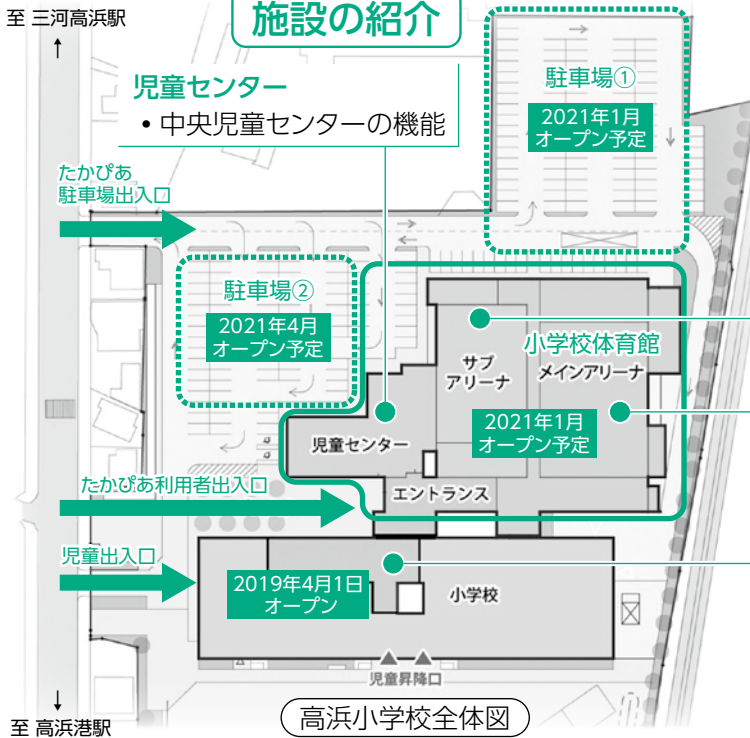 至 三河高浜駅
施設の紹介
児童センター
• 中央児童センターの機能
駐車場①
2021年1月
オープン予定
たかぴあ
駐車場出入口
駐車場②
2021年4月
オープン予定
サブ
アリーナ
小学校体育館
メインアリーナ
2021年1月
オープン予定
児童センター
たかぴあ利用者出入口
エントランス
児童出入口
2019年4月1日
オープン
小学校
児童昇降口
至 高浜港駅
高浜小学校全体図